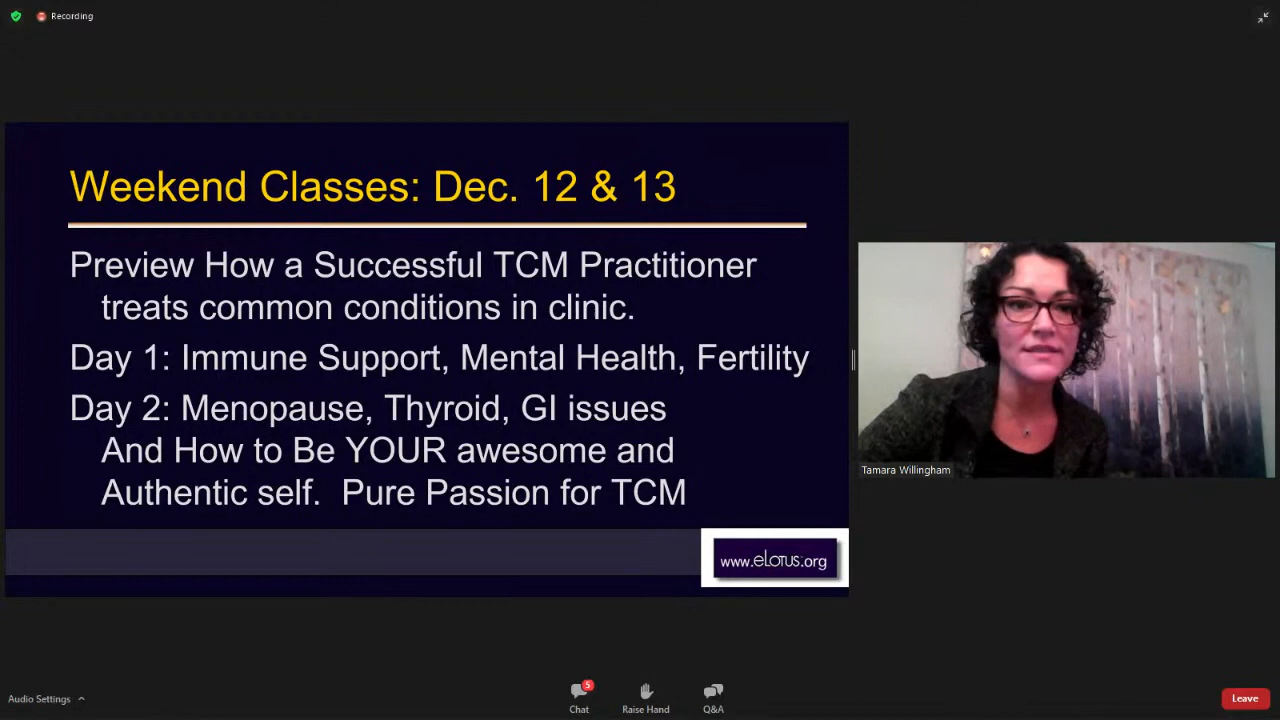 Recording
Weekend Classes: Dec. 12 & 13
Preview How a Successful TCM Practitioner
treats common conditions in clinic.
Day 1: Immune Support, Mental Health, Fertility
Day 2: Menopause, Thyroid, GI issues
And How to Be YOUR awesome and
Authentic self. Pure Passion for TCM
www.eLotus.org
Tamara Willingham
Audio Settings
5
Chat
Raise Hand
Q&A
Leave